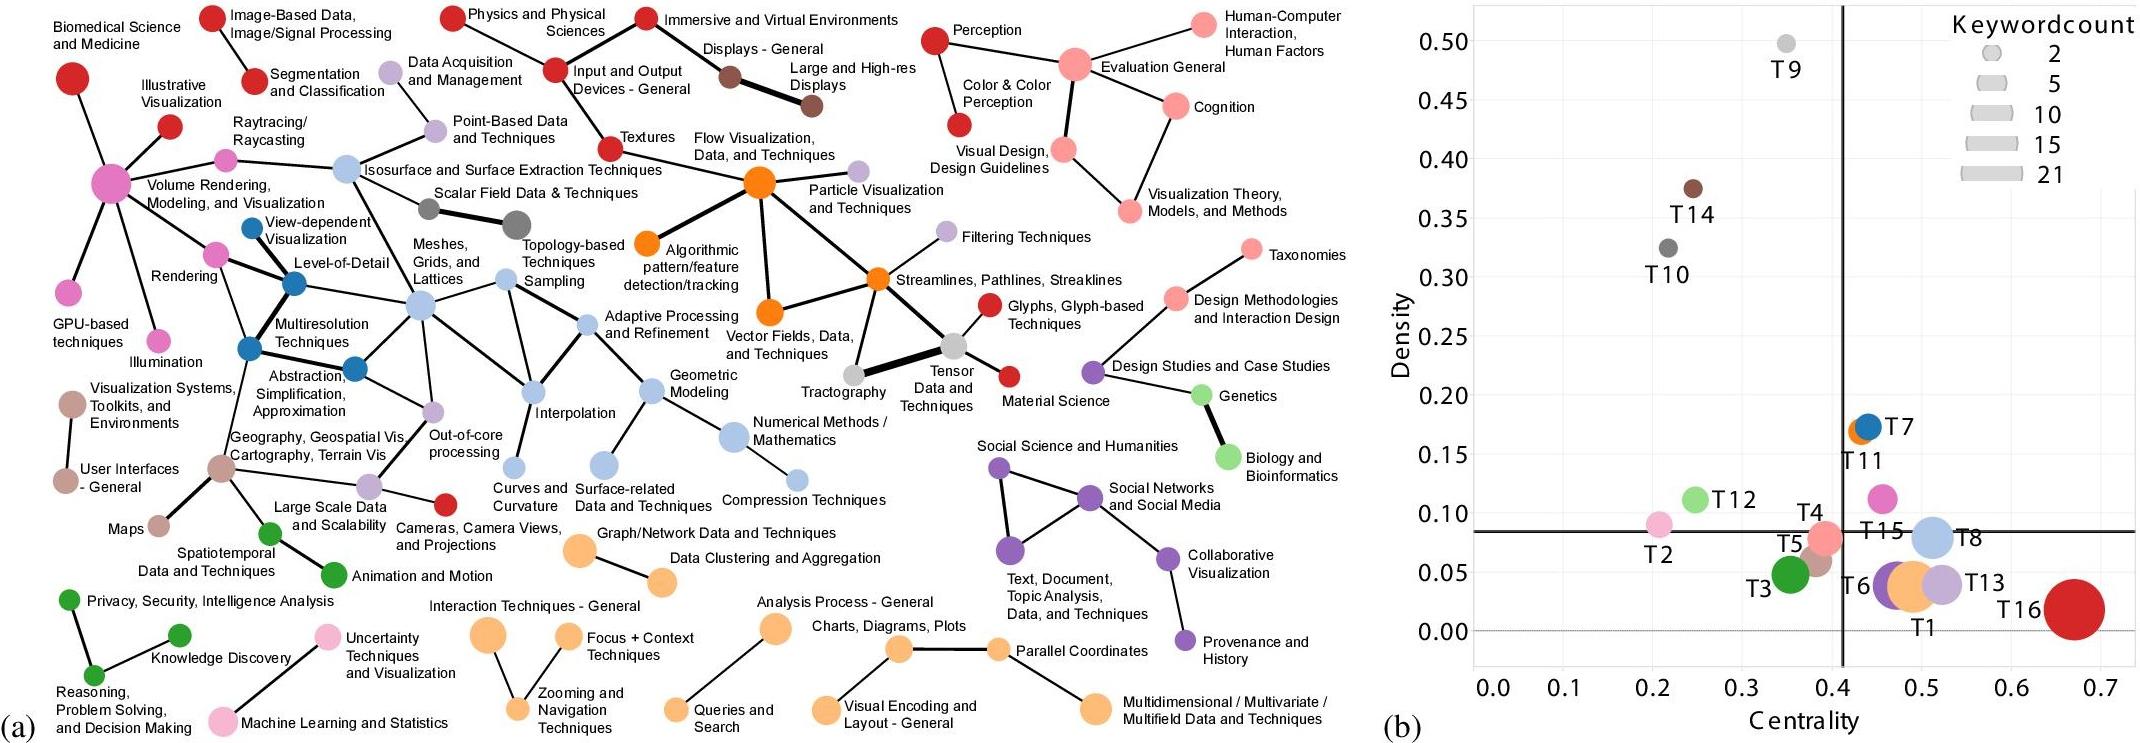 Biomedical Science
and Medicine
Image-Based Data,
Image/Signal Processing
Segmentation
and Classification
Illustrative
Visualization
Physics and Physical
Sciences
Immersive and Virtual Environments
Displays - General
Large and High-res
Displays
Input and Output
Devices - General
Data Acquisition
and Management
Point-Based Data
and Techniques
Raytracing/
Raycasting
Textures
Flow Visualization,
Data, and Techniques
Perception
Color & Color
Perception
Human-Computer
Interaction,
Human Factors
Evaluation General
Cognition
Visual Design,
Design Guidelines
Visualization Theory,
Models, and Methods
Isosurface and Surface Extraction Techniques
Scalar Field Data & Techniques
Particle Visualization
and Techniques
Volume Rendering,
Modeling, and Visualization
View-dependent
Visualization
Rendering
Level-of-Detail
Meshes,
Grids, and
Lattices
Topology-based
Techniques
Sampling
Algorithmic
pattern/feature
detection/tracking
Filtering Techniques
Streamlines, Pathlines, Streaklines
Taxonomies
Design Methodologies
and Interaction Design
Glyphs, Glyph-based
Techniques
GPU-based
techniques
Illumination
Multiresolution
Techniques
Adaptive Processing
and Refinement
Vector Fields, Data,
and Techniques
Tractography
Tensor
Data and
Techniques
Material Science
Design Studies and Case Studies
Genetics
Biology and
Bioinformatics
Visualization Systems,
Toolkits, and
Environments
Abstraction,
Simplification,
Approximation
Geometric
Modeling
Interpolation
Numerical Methods /
Mathematics
User Interfaces
- General
Geography, Geospatial Vis,
Cartography, Terrain Vis
Out-of-core
processing
Curves and
Curvature
Surface-related
Data and Techniques
Compression Techniques
Social Science and Humanities
Social Networks
and Social Media
Maps
Large Scale Data
and Scalability
Cameras, Camera Views,
and Projections
Spatiotemporal
Data and Techniques
Animation and Motion
Graph/Network Data and Techniques
Data Clustering and Aggregation
Text, Document,
Topic Analysis,
Data, and Techniques
Collaborative
Visualization
Provenance and
History
Privacy, Security, Intelligence Analysis
Knowledge Discovery
Reasoning,
Problem Solving,
and Decision Making
Uncertainty
Techniques
and Visualization
Machine Learning and Statistics
Interaction Techniques - General
Focus + Context
Techniques
Zooming and
Navigation
Techniques
Analysis Process - General
Queries and
Search
Charts, Diagrams, Plots
Parallel Coordinates
Visual Encoding and
Layout - General
Multidimensional / Multivariate /
Multifield Data and Techniques
(a)
Keywordcount
2
5
10
15
21
0.50
0.45
0.40
0.35
0.30
0.25
0.20
0.15
0.10
0.05
0.00
Density
T9
T14
T10
T7
T11
T12
T2
T4
T15
T8
T5
T3
T6
T13
T1
T16
0.0
0.1
0.2
0.3
0.4
0.5
0.6
0.7
Centrality
(b)